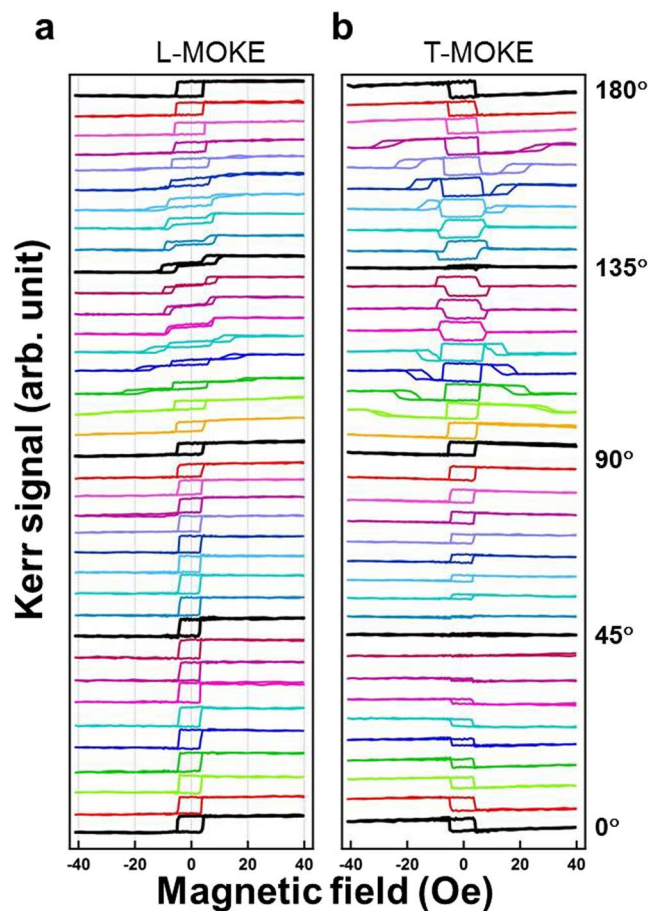 a b
L-MOKE T-MOKE
180°
135°
90°
45°
0°
Kerr signal (arb. unit)
-40 -20 0 20 40 -40 -20 0 20 40
Magnetic field (Oe)